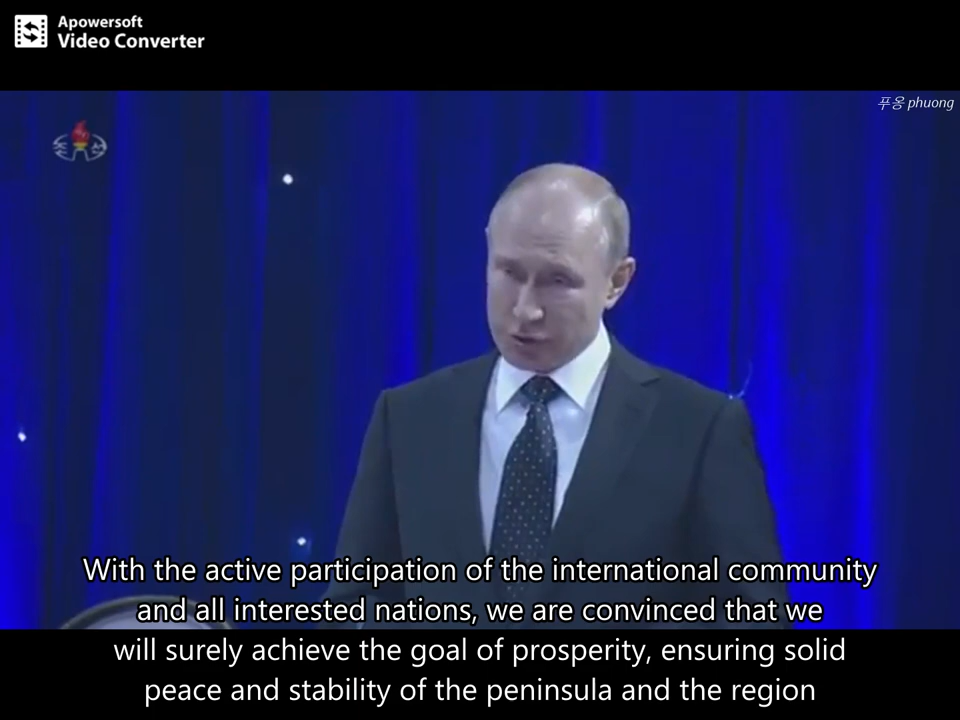 Apowersoft
Video Converter
푸옹 phuong
조선
With the active participation of the international community
and all interested nations, we are convinced that we
will surely achieve the goal of prosperity, ensuring solid
peace and stability of the peninsula and the region